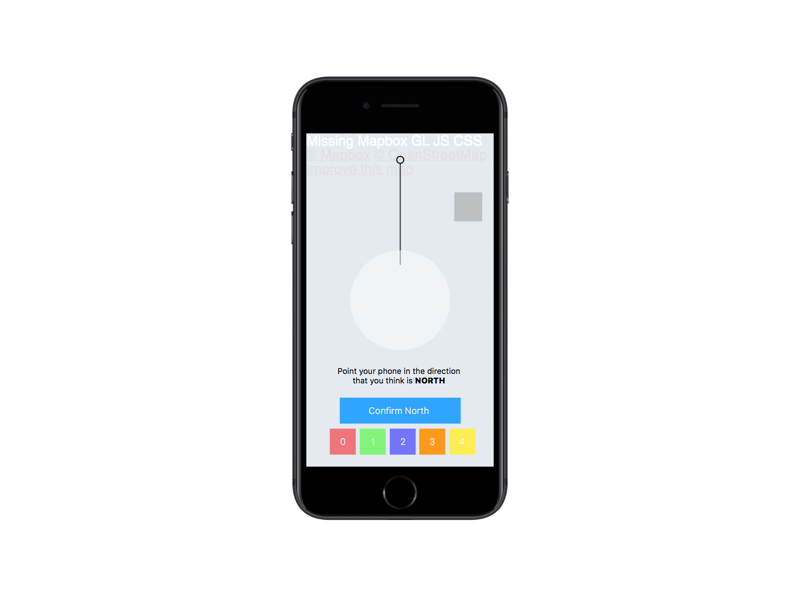 Missing Mapbox GL JS CSS
© Mapbox © OpenStreetMap
Improve this map
Point your phone in the direction
that you think is NORTH
Confirm North
0 1 2 3 4